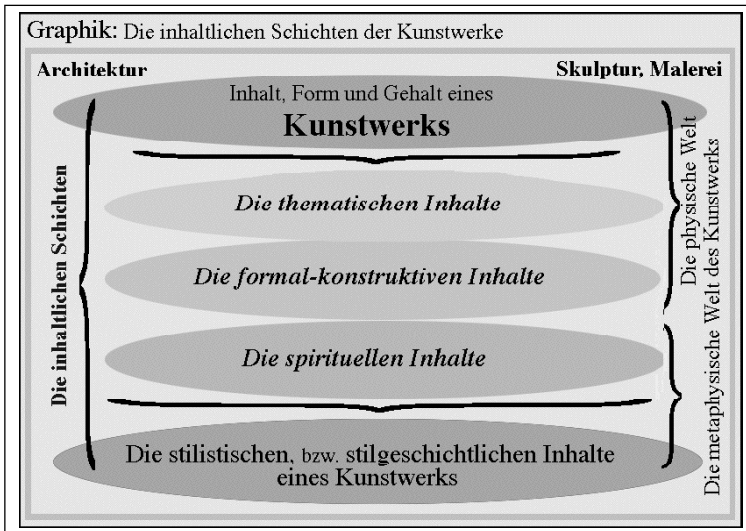 Graphik: Die inhaltlichen Schichten der Kunstwerke
Architektur
Skulptur, Malerei
Inhalt, Form und Gehalt eines
Kunstwerks
Die thematischen Inhalte
Die formal-konstruktiven Inhalte
Die spirituellen Inhalte
Die stilistischen, bzw. stilgeschichtlichen Inhalte
eines Kunstwerks
Die inhaltlichen Schichten
Die physische Welt
Die metaphysische Welt des Kunstwerks